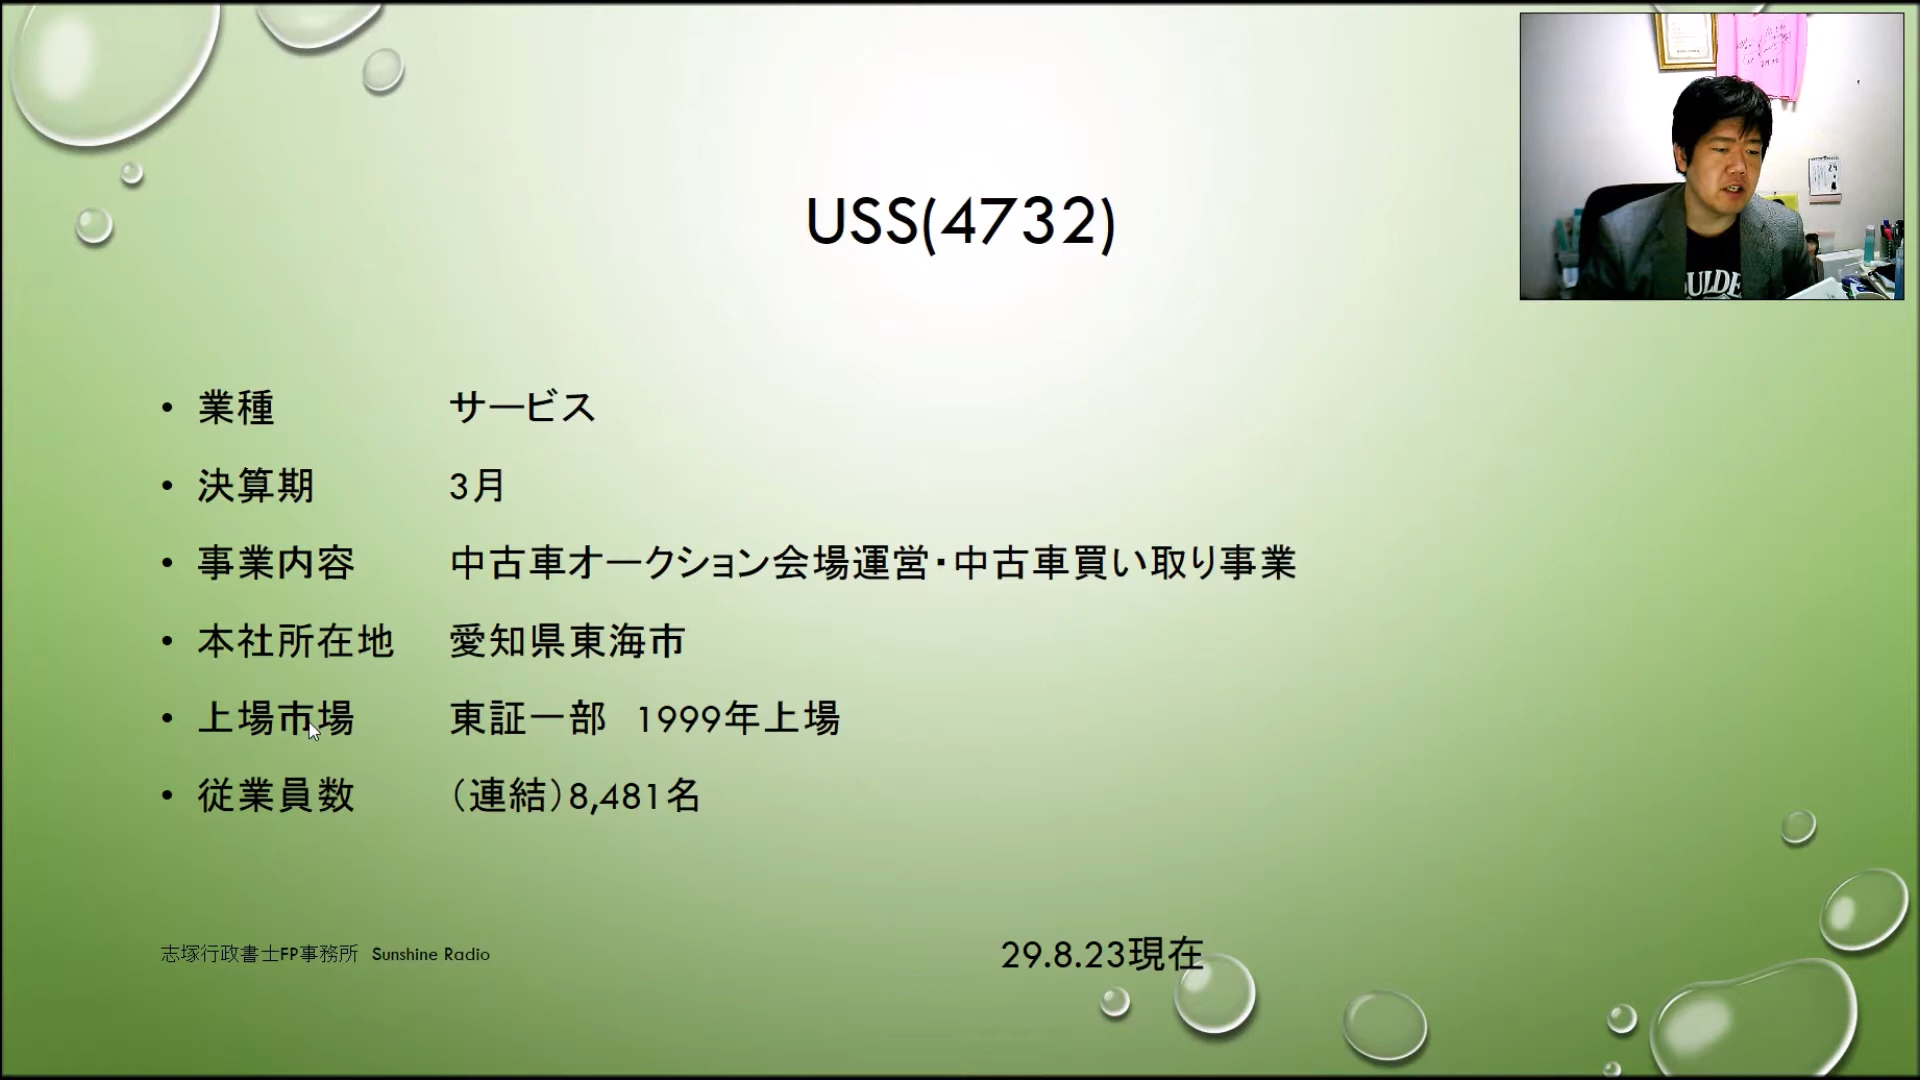 USS(4732)
• 業種 サービス
• 決算期 3月
• 事業内容 中古車オークション会場運営・中古車買い取り事業
• 本社所在地 愛知県東海市
• 上場市場 東証一部 1999年上場
• 従業員数 (連結)8,481名
志塚行政書士FP事務所 Sunshine Radio
29.8.23現在